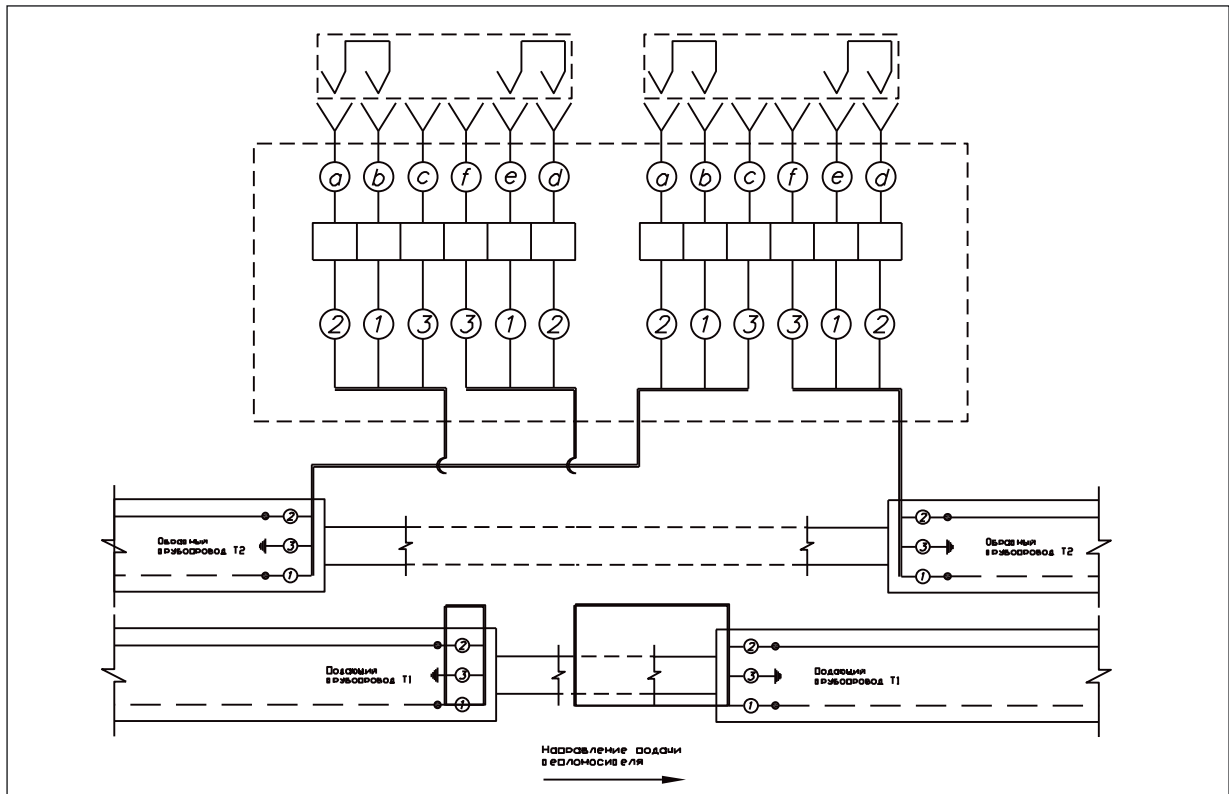 a b c f e d a b c f e d
2 1 3 3 1 2 2 1 3 3 1 2
2
Обратный
трубопровод Т2
3
1
2
Обратный
трубопровод Т2
3
1
2
Подающий
трубопровод Т1
3
1
2
Подающий
трубопровод Т1
3
1
Направление подачи
теплоносителя